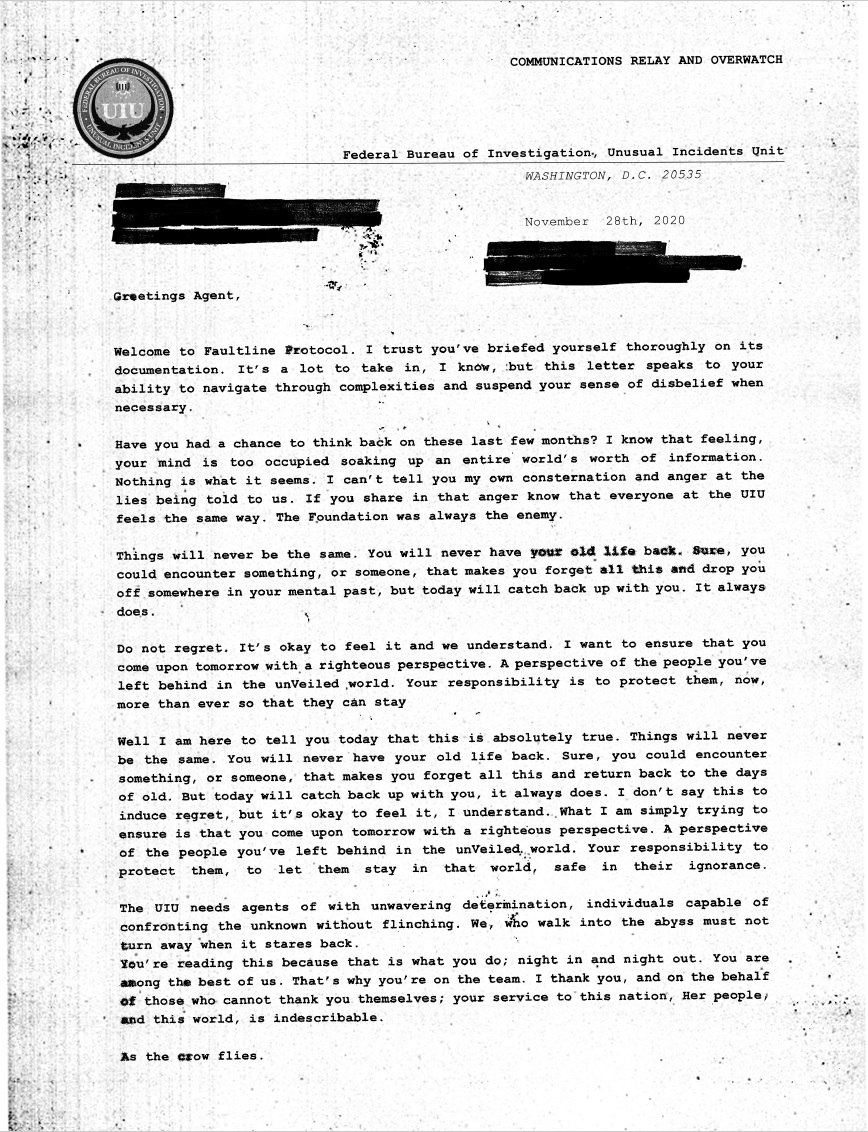 COMMUNICATIONS RELAY AND OVERWATCH
FEDERAL BUREAU OF INVESTIGATION
UIU
UNUSUAL INCIDENTS UNIT
Federal Bureau of Investigation, Unusual Incidents Unit
WASHINGTON, D.C. 20535
November 28th, 2020
Greetings Agent,
Welcome to Faultline Protocol. I trust you've briefed yourself thoroughly on its
documentation. It's a lot to take in, I know, but this letter speaks to your
ability to navigate through complexities and suspend your sense of disbelief when
necessary.
Have you had a chance to think back on these last few months? I know that feeling,
your mind is too occupied soaking up an entire world's worth of information.
Nothing is what it seems. I can't tell you my own consternation and anger at the
lies being told to us. If you share in that anger know that everyone at the UIU
feels the same way. The Foundation was always the enemy.
Things will never be the same. You will never have your old life back. Sure, you
could encounter something, or someone, that makes you forget all this and drop you
off somewhere in your mental past, but today will catch back up with you. It always
does.
Do not regret. It's okay to feel it and we understand. I want to ensure that you
come upon tomorrow with a righteous perspective. A perspective of the people you've
left behind in the unVeiled world. Your responsibility is to protect them, now,
more than ever so that they can stay
Well I am here to tell you today that this is absolutely true. Things will never
be the same. You will never have your old life back. Sure, you could encounter
something, or someone, that makes you forget all this and return back to the days
of old. But today will catch back up with you, it always does. I don't say this to
induce regret, but it's okay to feel it, I understand. What I am simply trying to
ensure is that you come upon tomorrow with a righteous perspective. A perspective
of the people you've left behind in the unVeiled world. Your responsibility to
protect them, to let them stay in that world, safe in their ignorance.
The UIU needs agents of with unwavering determination, individuals capable of
confronting the unknown without flinching. We, who walk into the abyss must not
turn away when it stares back.
You're reading this because that is what you do; night in and night out. You are
among the best of us. That's why you're on the team. I thank you, and on the behalf
of those who cannot thank you themselves; your service to this nation, Her people,
and this world, is indescribable.
As the crow flies.